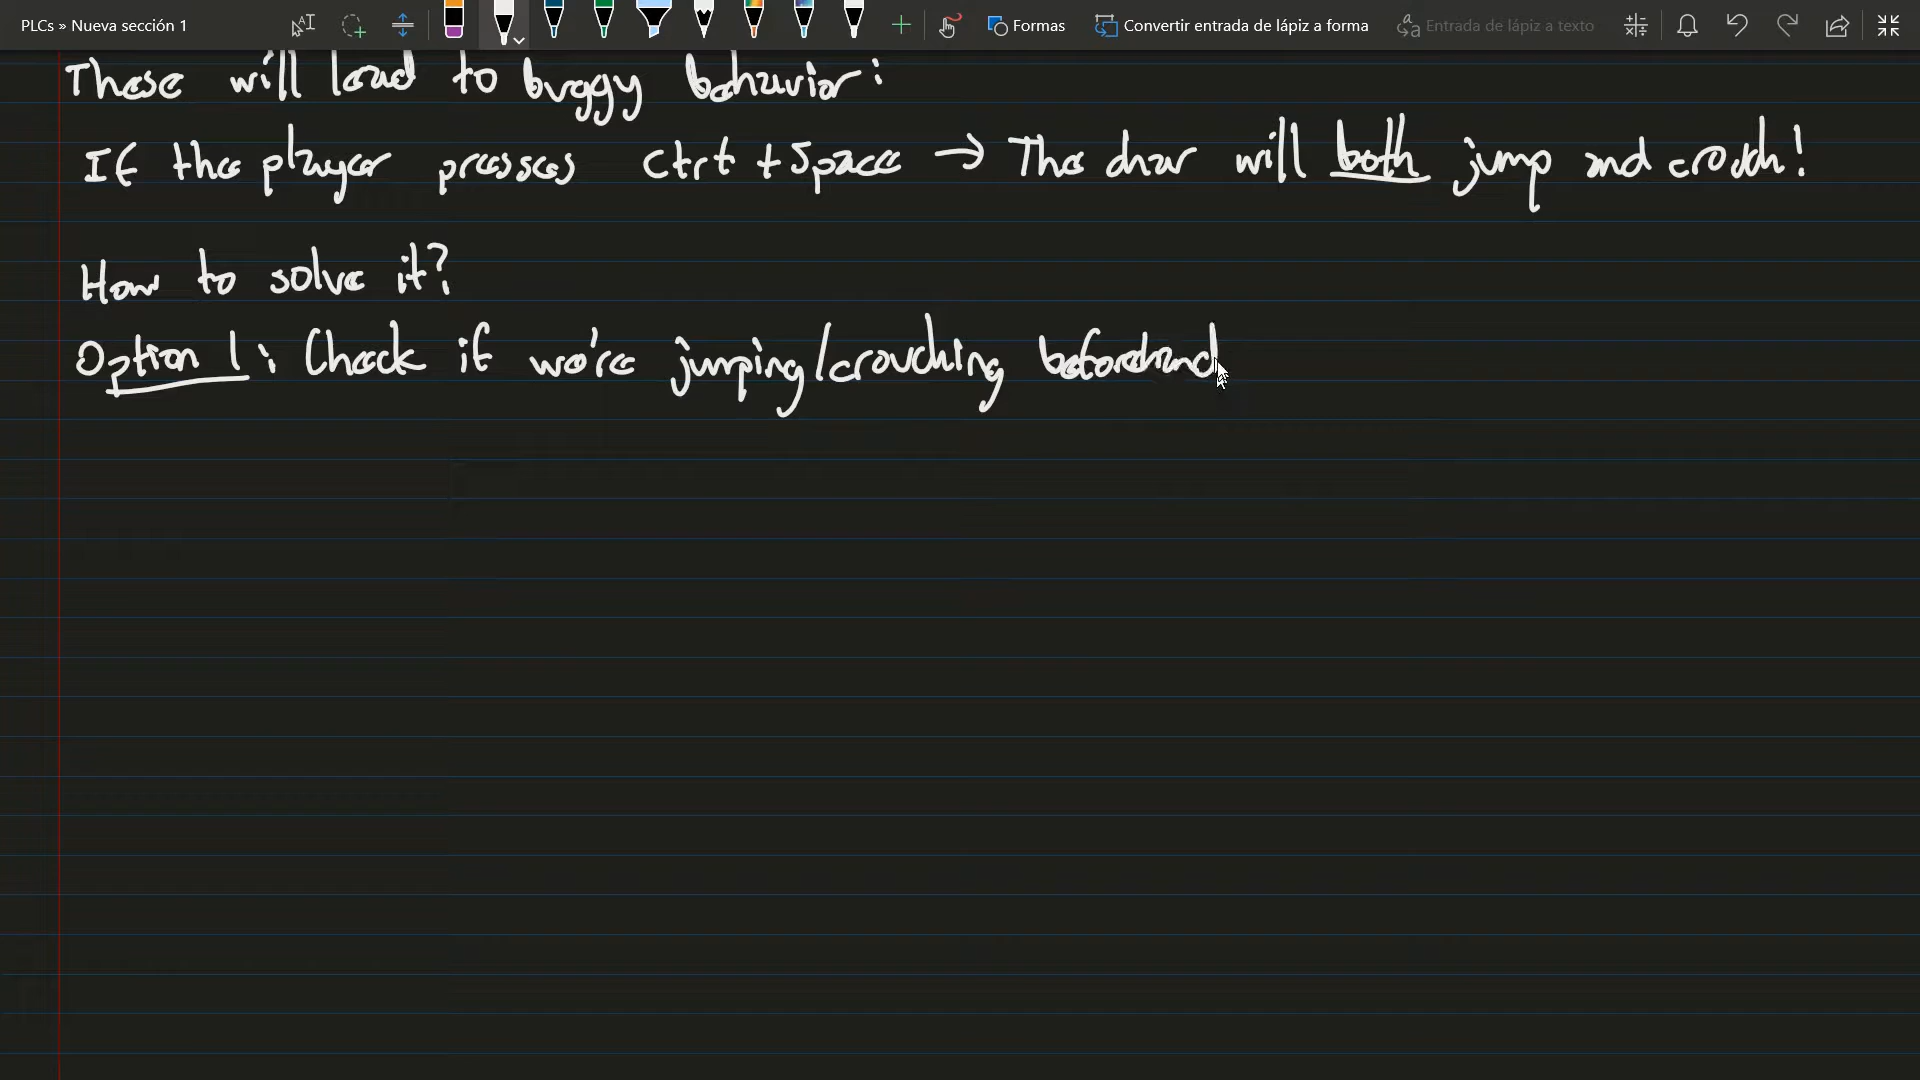 PLCs » Nueva sección 1 Formas Convertir entrada de lápiz a forma Entrada de lápiz a texto
These will lead to buggy behavior:
If the player presses Ctrl + Space → The char will both jump and crouch!
How to solve it?
Option 1: Check if we're jumping/crouching beforehand